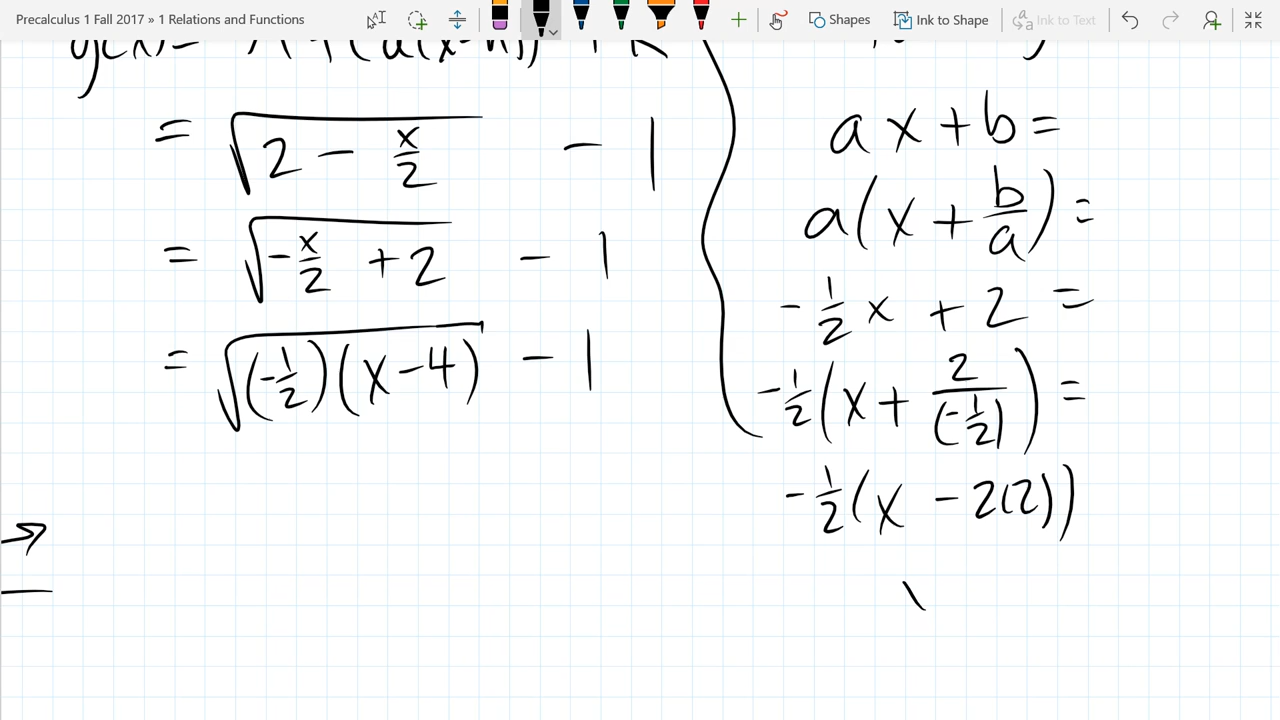 Precalculus 1 Fall 2017 » 1 Relations and Functions
Shapes
Ink to Shape
Ink to Text
= √(2 - x/2) - 1
= √(-x/2 + 2) - 1
= √((-1/2)(x-4)) - 1
→
ax+b=
a(x + b/a) =
-1/2 x + 2 =
-1/2(x + 2/(-1/2)) =
-1/2(x - 2(2))